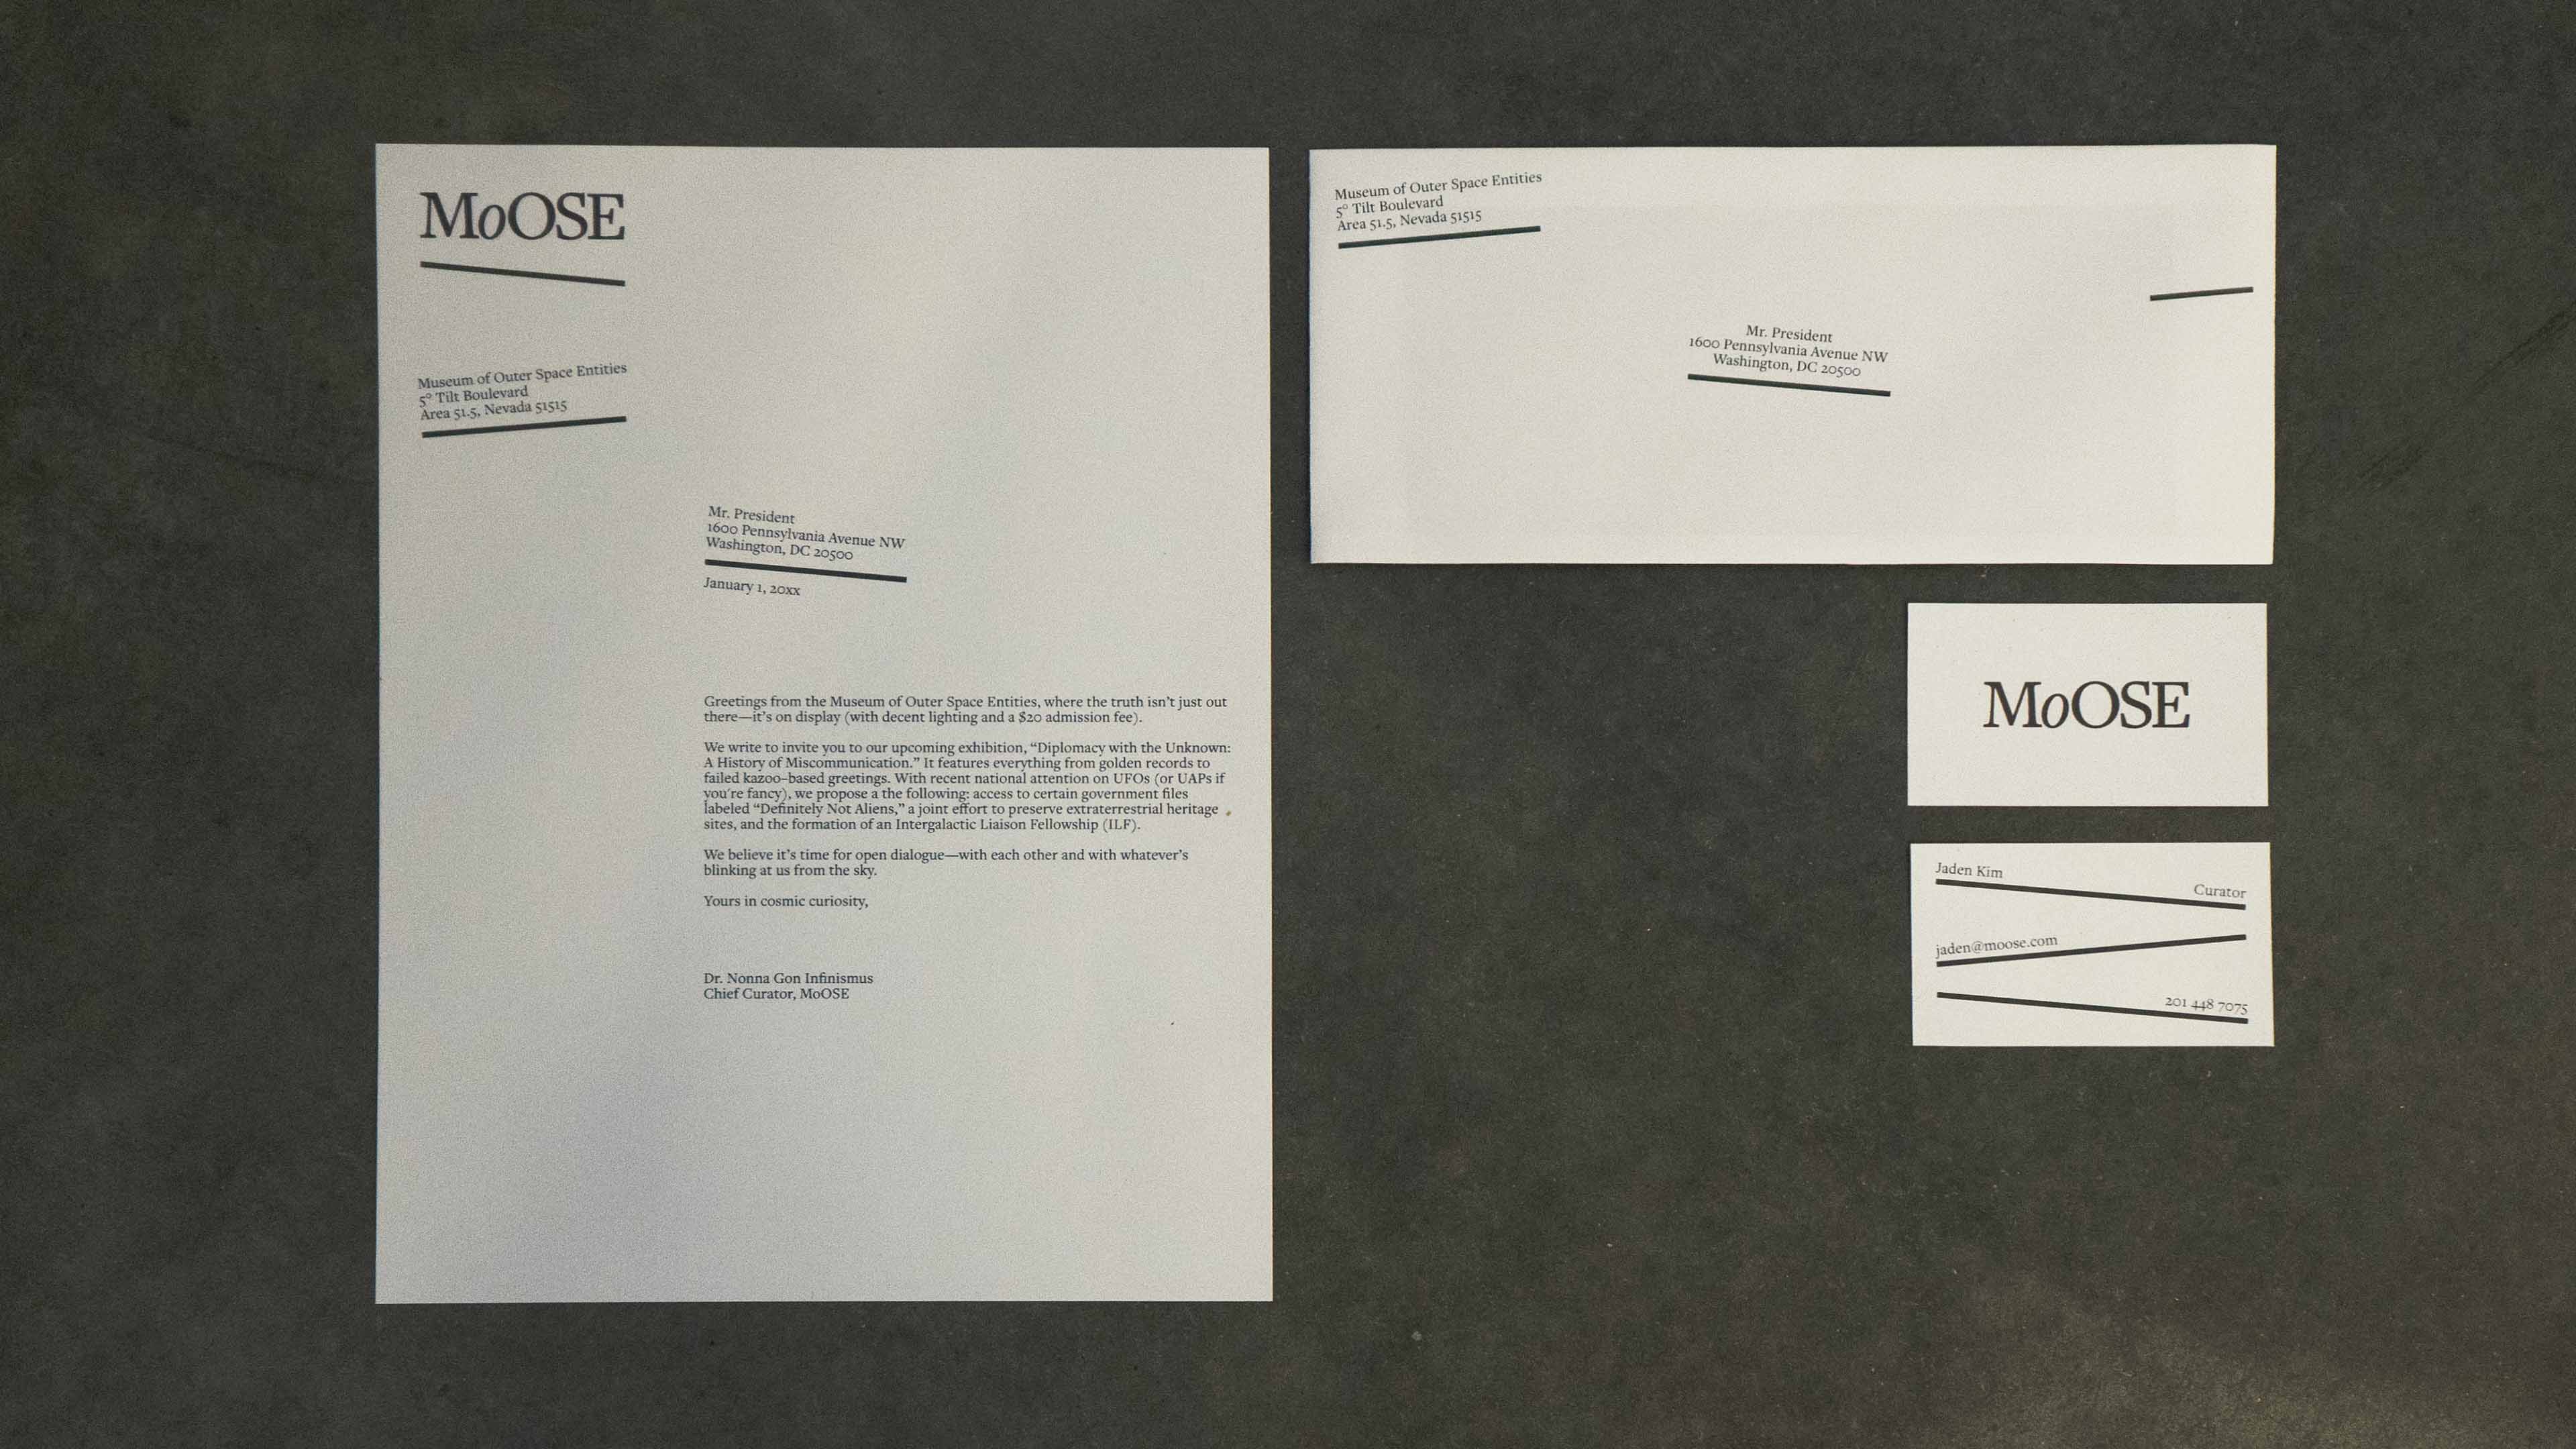 MoOSE
Museum of Outer Space Entities
5° Tilt Boulevard
Area 51.5, Nevada 51515
Mr. President
1600 Pennsylvania Avenue NW
Washington, DC 20500
January 1, 20xx
Greetings from the Museum of Outer Space Entities, where the truth isn’t just out
there—it’s on display (with decent lighting and a $20 admission fee).
We write to invite you to our upcoming exhibition, “Diplomacy with the Unknown:
A History of Miscommunication.” It features everything from golden records to
failed kazoo-based greetings. With recent national attention on UFOs (or UAPs if
you're fancy), we propose a the following: access to certain government files
labeled “Definitely Not Aliens,” a joint effort to preserve extraterrestrial heritage
sites, and the formation of an Intergalactic Liaison Fellowship (ILF).
We believe it’s time for open dialogue—with each other and with whatever’s
blinking at us from the sky.
Yours in cosmic curiosity,
Dr. Nonna Gon Infinismus
Chief Curator, MoOSE
Museum of Outer Space Entities
5° Tilt Boulevard
Area 51.5, Nevada 51515
Mr. President
1600 Pennsylvania Avenue NW
Washington, DC 20500
MoOSE
Jaden Kim
Curator
jaden@moose.com
201 448 7075